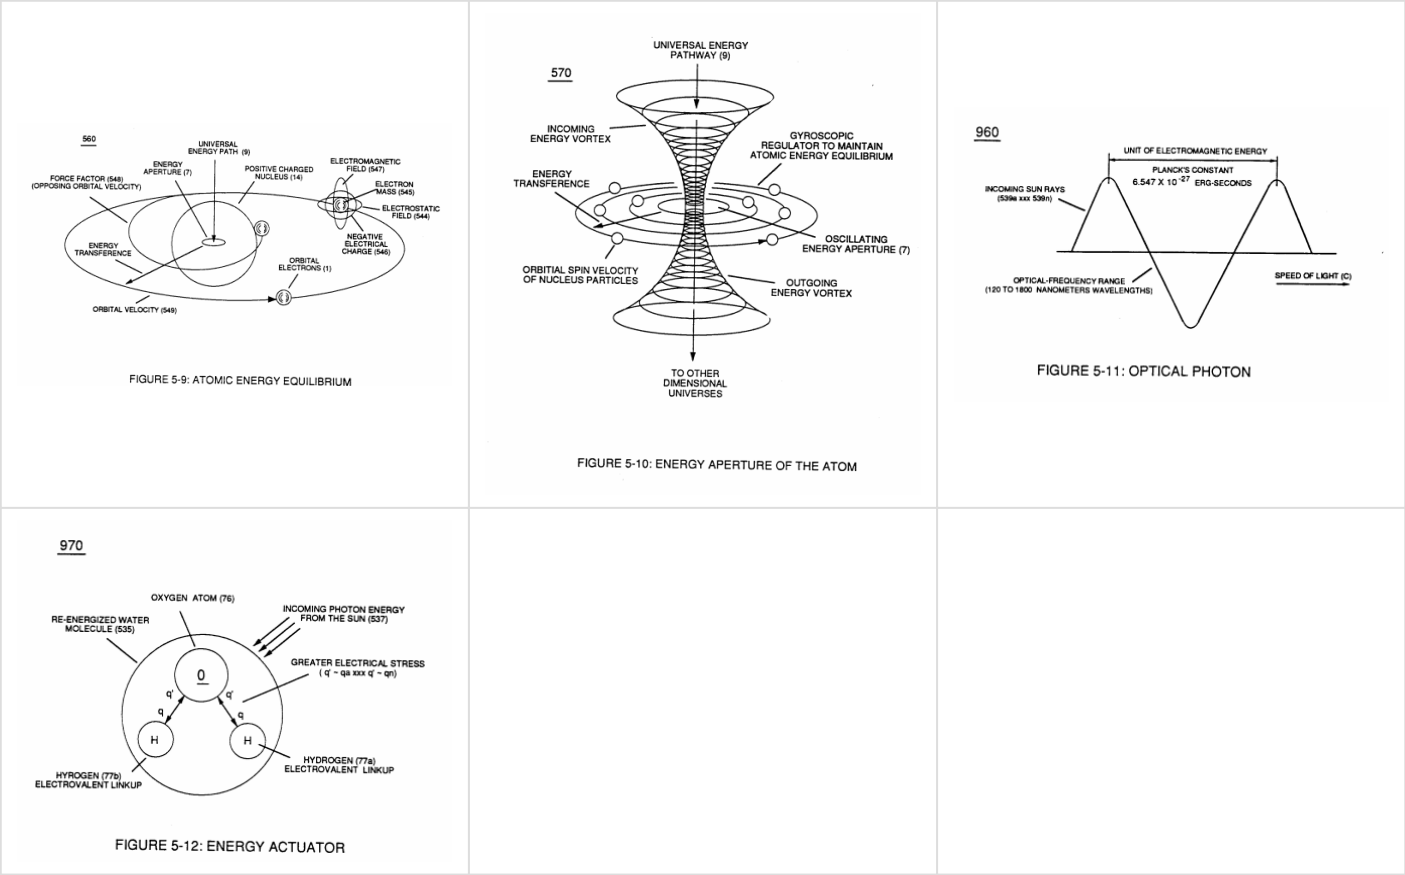 560
UNIVERSAL
ENERGY PATH (9)
ENERGY
APERTURE (7)
POSITIVE CHARGED
NUCLEUS (14)
ELECTROMAGNETIC
FIELD (547)
FORCE FACTOR (548)
(OPPOSING ORBITAL VELOCITY)
ELECTRON
MASS (545)
ELECTROSTATIC
FIELD (544)
NEGATIVE
ELECTRICAL
CHARGE (546)
ENERGY
TRANSFERENCE
ORBITAL
ELECTRONS (1)
ORBITAL VELOCITY (549)
FIGURE 5-9: ATOMIC ENERGY EQUILIBRIUM
570
UNIVERSAL ENERGY
PATHWAY (9)
INCOMING
ENERGY VORTEX
GYROSCOPIC
REGULATOR TO MAINTAIN
ATOMIC ENERGY EQUILIBRIUM
ENERGY
TRANSFERENCE
OSCILLATING
ENERGY APERTURE (7)
ORBITIAL SPIN VELOCITY
OF NUCLEUS PARTICLES
OUTGOING
ENERGY VORTEX
TO OTHER
DIMENSIONAL
UNIVERSES
FIGURE 5-10: ENERGY APERTURE OF THE ATOM
960
UNIT OF ELECTROMAGNETIC ENERGY
PLANCK'S CONSTANT
6.547 X 10 -27 ERG-SECONDS
INCOMING SUN RAYS
(539a xxx 539n)
OPTICAL-FREQUENCY RANGE
(120 TO 1800 NANOMETERS WAVELENGTHS)
SPEED OF LIGHT (C)
FIGURE 5-11: OPTICAL PHOTON
970
OXYGEN ATOM (76)
RE-ENERGIZED WATER
MOLECULE (535)
INCOMING PHOTON ENERGY
FROM THE SUN (537)
GREATER ELECTRICAL STRESS
( q' ~ qa xxx q' ~ qn)
O
q' q'
q q
H H
HYDROGEN (77a)
ELECTROVALENT LINKUP
HYROGEN (77b)
ELECTROVALENT LINKUP
FIGURE 5-12: ENERGY ACTUATOR